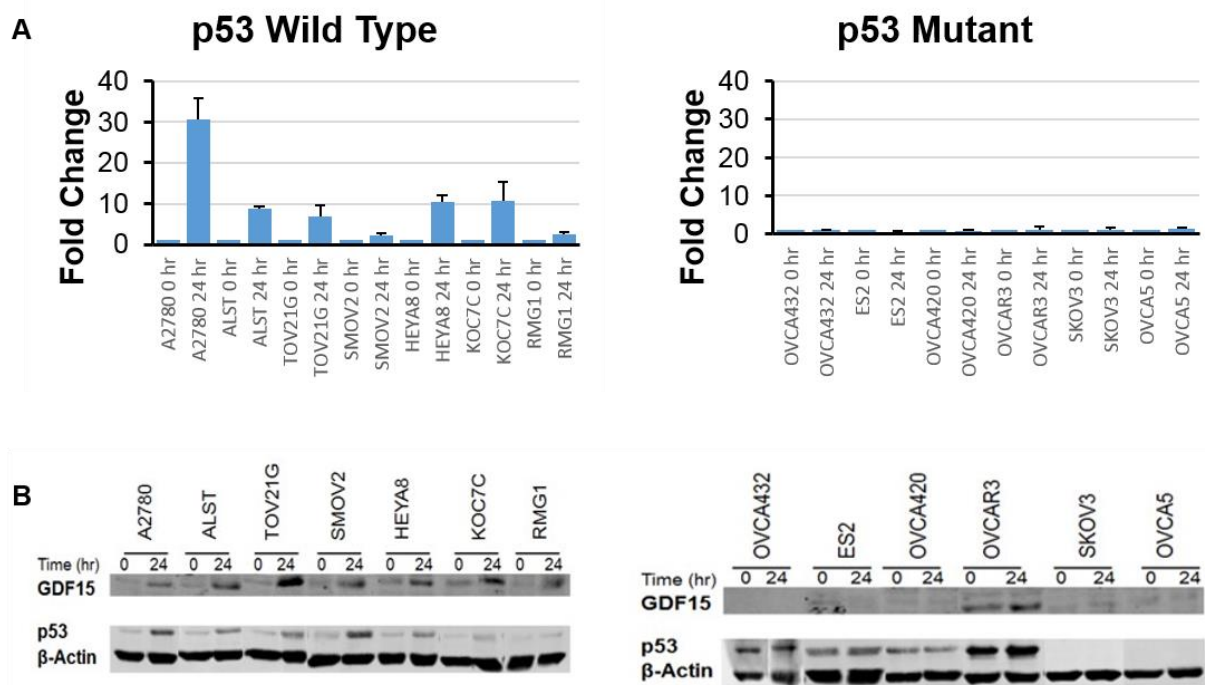 A
p53 Wild Type
Fold Change
40
30
20
10
0
A2780 0 hr
A2780 24 hr
ALST 0 hr
ALST 24 hr
TOV21G 0 hr
TOV21G 24 hr
SMOV2 0 hr
SMOV2 24 hr
HEYA8 0 hr
HEYA8 24 hr
KOC7C 0 hr
KOC7C 24 hr
RMG1 0 hr
RMG1 24 hr
p53 Mutant
Fold Change
40
30
20
10
0
OVCA432 0 hr
OVCA432 24 hr
ES2 0 hr
ES2 24 hr
OVCA420 0 hr
OVCA420 24 hr
OVCAR3 0 hr
OVCAR3 24 hr
SKOV3 0 hr
SKOV3 24 hr
OVCA5 0 hr
OVCA5 24 hr
B
A2780 ALST TOV21G SMOV2 HEYA8 KOC7C RMG1
Time (hr) 0 24 0 24 0 24 0 24 0 24 0 24 0 24
GDF15
p53
β-Actin
OVCA432 ES2 OVCA420 OVCAR3 SKOV3 OVCA5
Time (hr) 0 24 0 24 0 24 0 24 0 24 0 24
GDF15
p53
β-Actin